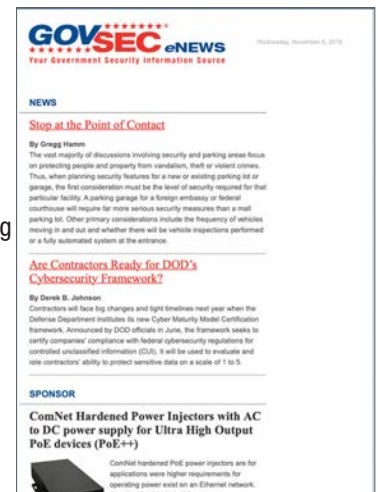 GOVSEC eNEWS
Your Government Security Information Source
Wednesday, November 6, 2019
NEWS
Stop at the Point of Contact
By Gregg Hamm
The vast majority of discussions involving security and parking areas focus
on protecting people and property from vandalism, theft or violent crimes.
Thus, when planning security features for a new or existing parking lot or
garage, the first consideration must be the level of security required for that
particular facility. A parking garage for a foreign embassy or federal
courthouse will require far more serious security measures than a mall
parking lot. Other primary considerations include the frequency of vehicles
moving in and out and whether there will be vehicle inspections performed
or a fully automated system at the entrance.
g
Are Contractors Ready for DOD's
Cybersecurity Framework?
By Derek B. Johnson
Contractors will face big changes and tight timelines next year when the
Defense Department institutes its new Cyber Maturity Model Certification
framework. Announced by DOD officials in June, the framework seeks to
certify companies' compliance with federal cybersecurity regulations for
controlled unclassified information (CUI). It will be used to evaluate and
rate contractors' ability to protect sensitive data on a scale of 1 to 5.
SPONSOR
ComNet Hardened Power Injectors with AC
to DC power supply for Ultra High Output
PoE devices (PoE++)
ComNet hardened PoE power injectors are for
applications were higher requirements for
operating power exist on an Ethernet network.